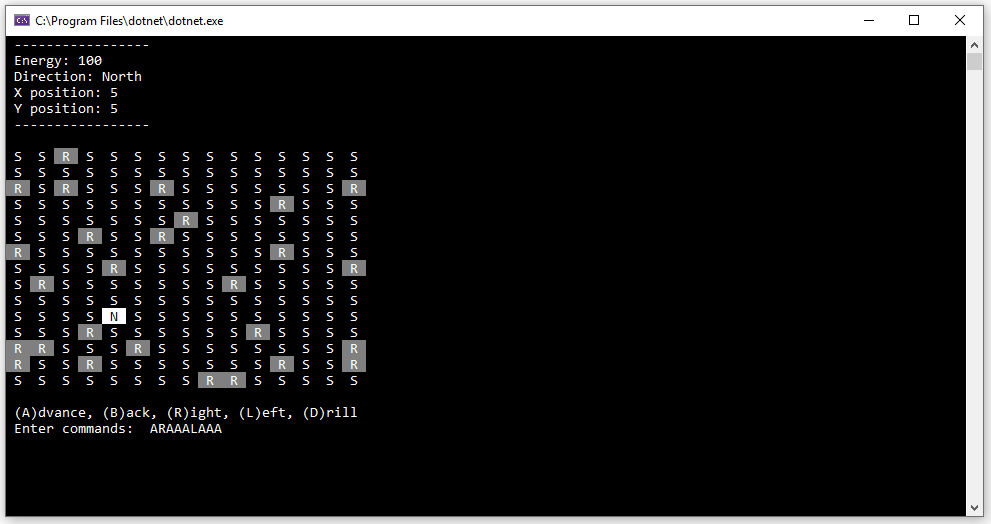 C:\Program Files\dotnet\dotnet.exe
-----------------
Energy: 100
Direction: North
X position: 5
Y position: 5
-----------------
S S R S S S S S S S S S S S S
S S S S S S S S S S S S S S S
R S R S S S R S S S S S S S R
S S S S S S S S S S S R S S S
S S S S S S S R S S S S S S S
S S S R S S R S S S S S S S S
R S S S S S S S S S S R S S S
S S S S R S S S S S S S S S R
S R S S S S S S S R S S S S S
S S S S S S S S S S S S S S S
S S S S N S S S S S S S S S S
S S S R S S S S S S R S S S S
R R S S S R S S S S S S S S R
R S S R S S S S S S S R S S R
S S S S S S S S R R S S S S S
(A)dvance, (B)ack, (R)ight, (L)eft, (D)rill
Enter commands:  ARAAALAAA